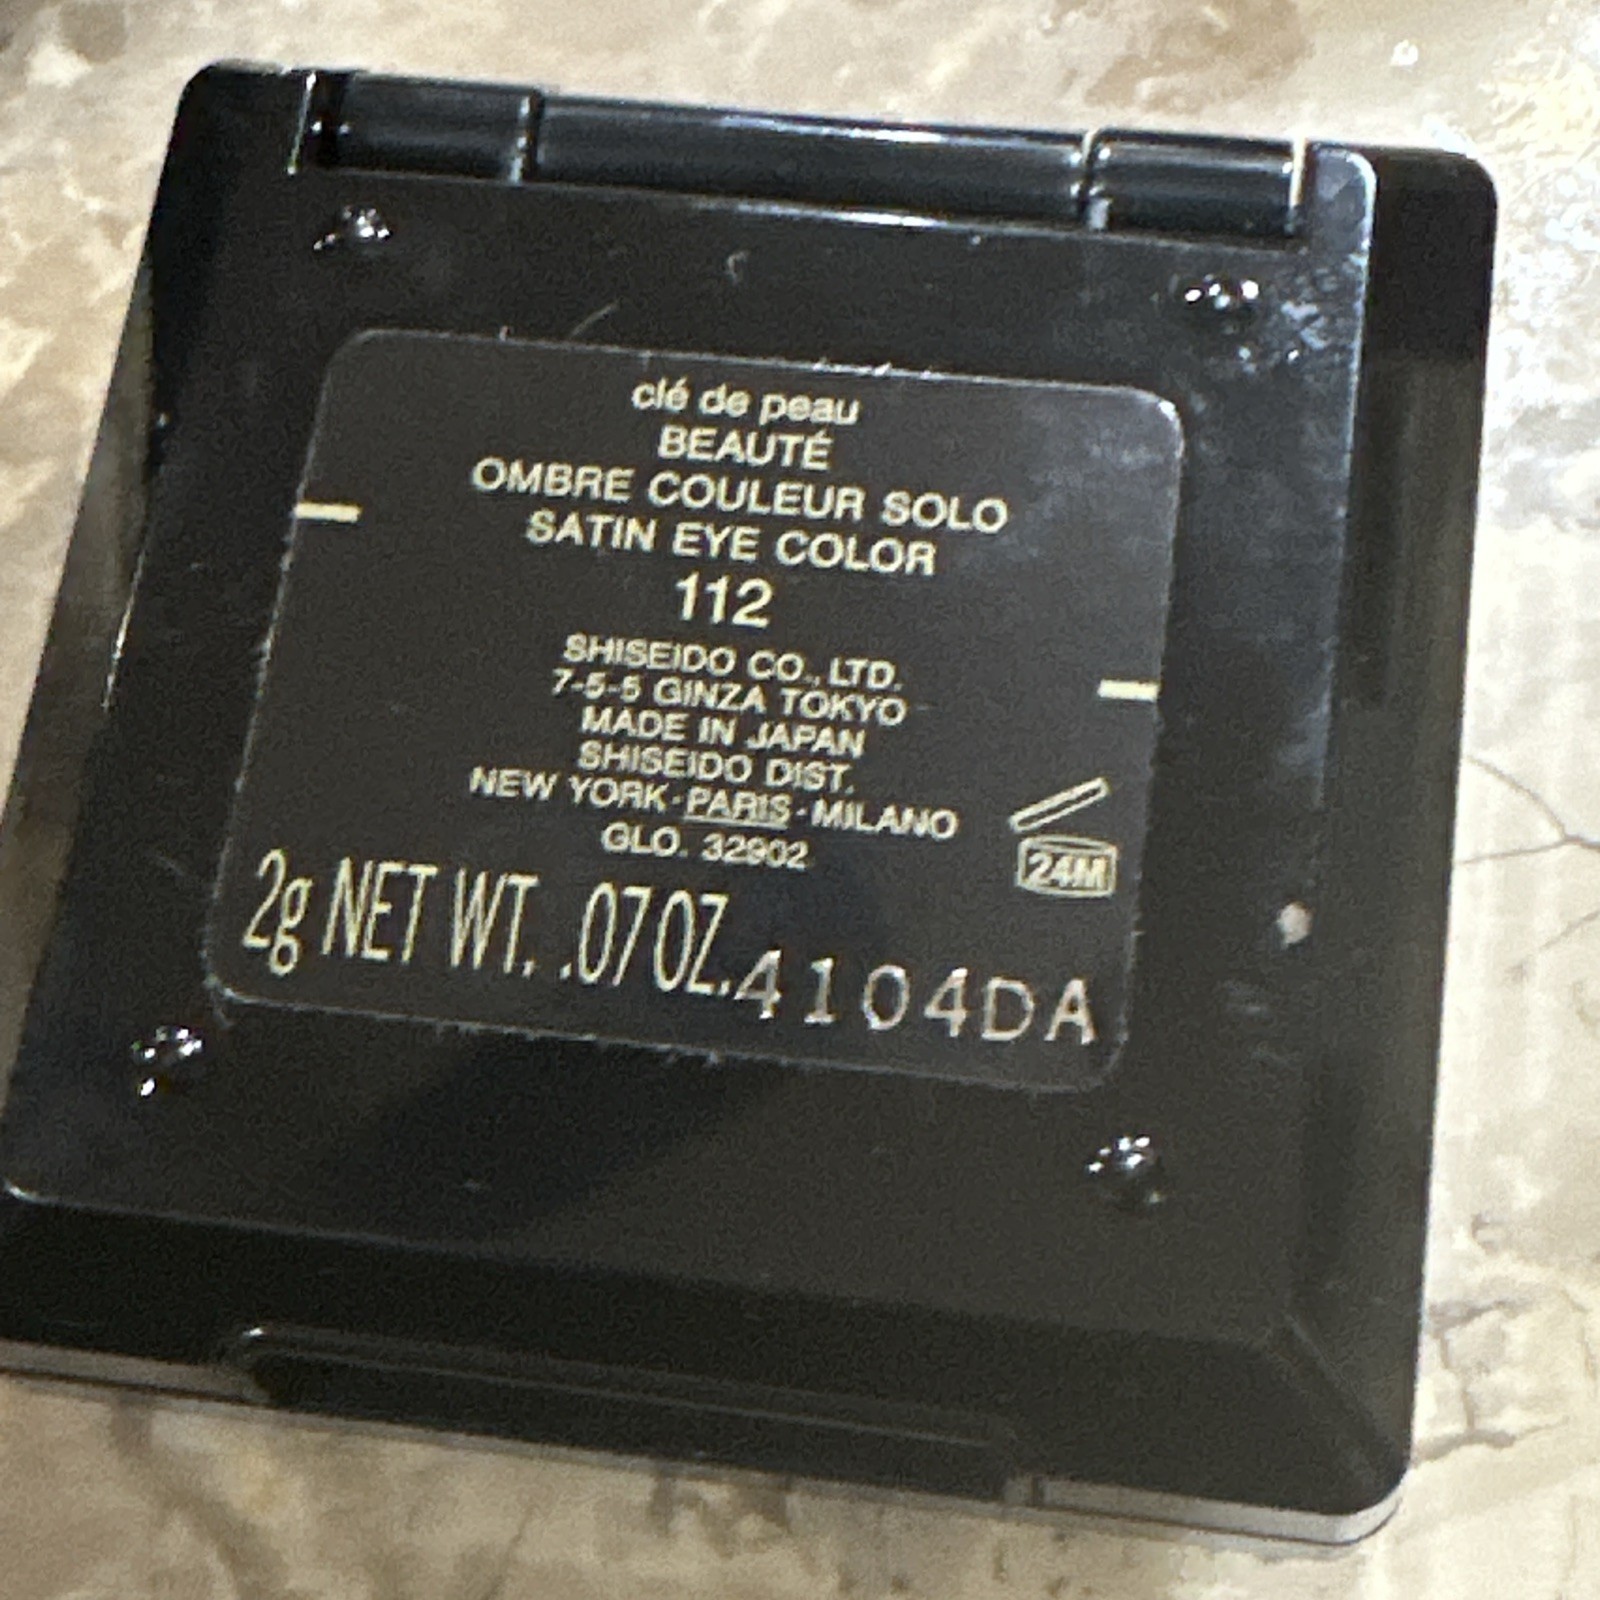 clé de peau
BEAUTÉ
OMBRE COULEUR SOLO
SATIN EYE COLOR
112
SHISEIDO CO., LTD.
7-5-5 GINZA TOKYO
MADE IN JAPAN
SHISEIDO DIST.
NEW YORK·PARIS·MILANO
GLO. 32902
24M
2g NET WT. .07 OZ.
4104DA